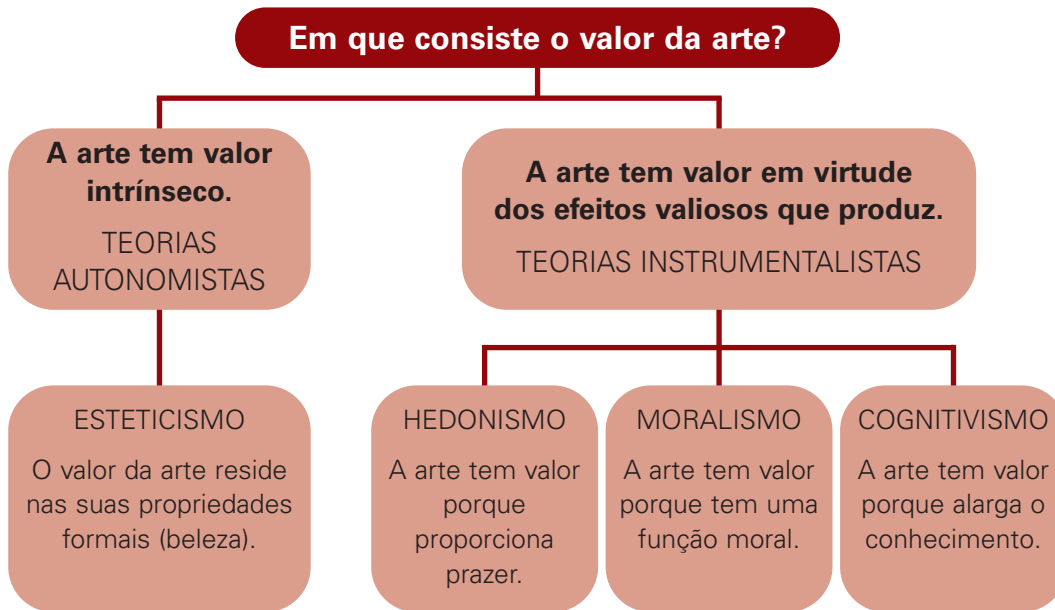 Em que consiste o valor da arte?
A arte tem valor
intrínseco.
TEORIAS
AUTONOMISTAS
A arte tem valor em virtude
dos efeitos valiosos que produz.
TEORIAS INSTRUMENTALISTAS
ESTETICISMO
O valor da arte reside
nas suas propriedades
formais (beleza).
HEDONISMO
A arte tem valor
porque
proporciona
prazer.
MORALISMO
A arte tem valor
porque tem uma
função moral.
COGNITIVISMO
A arte tem valor
porque alarga o
conhecimento.